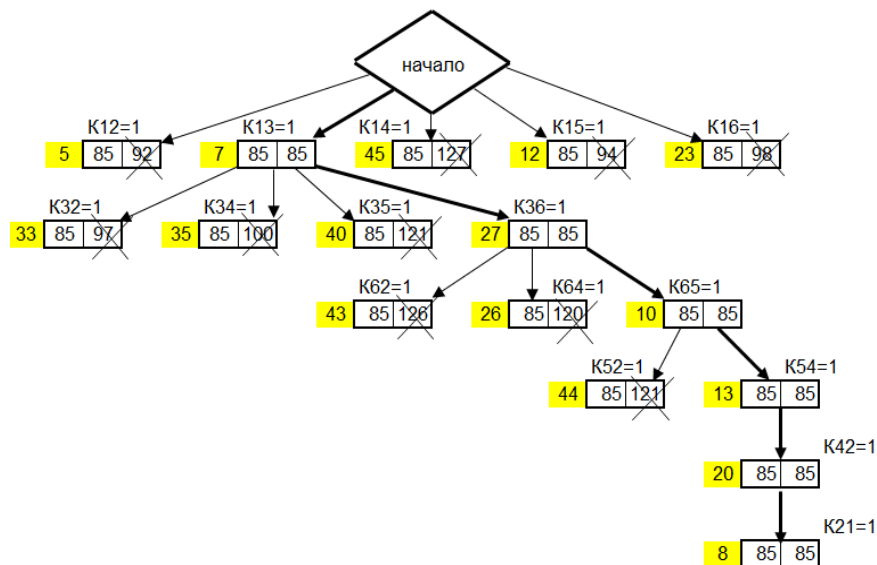 начало
К12=1 К13=1 К14=1 К15=1 К16=1
5 85 92 7 85 85 45 85 127 12 85 94 23 85 98
К32=1 К34=1 К35=1 К36=1
33 85 97 35 85 100 40 85 121 27 85 85
К62=1 К64=1 К65=1
43 85 126 26 85 120 10 85 85
К52=1 К54=1
44 85 121 13 85 85
К42=1
20 85 85
К21=1
8 85 85